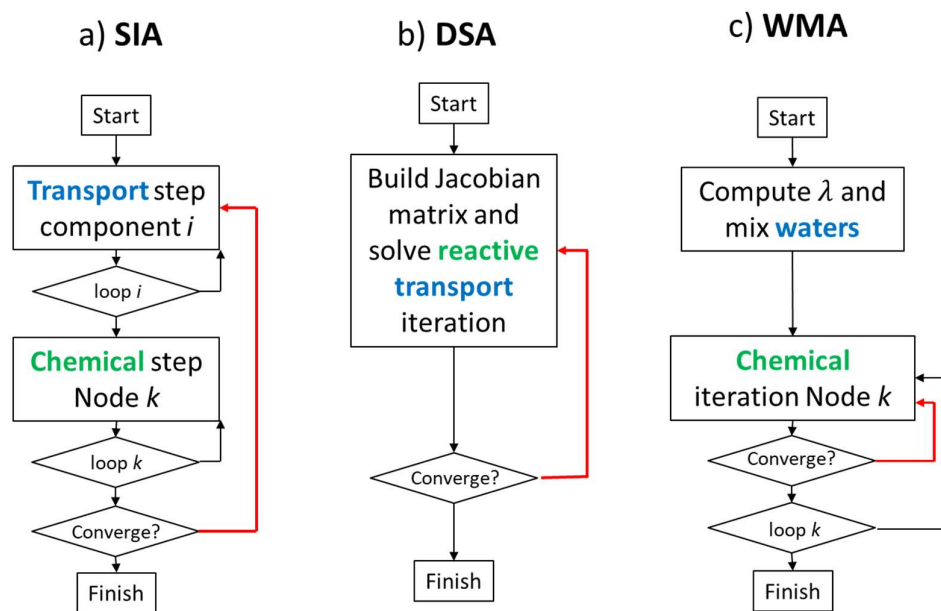 a) SIA
Start
Transport step
component i
loop i
Chemical step
Node k
loop k
Converge?
Finish
b) DSA
Start
Build Jacobian
matrix and
solve reactive
transport
iteration
Converge?
Finish
c) WMA
Start
Compute λ and
mix waters
Chemical
iteration Node k
Converge?
loop k
Finish